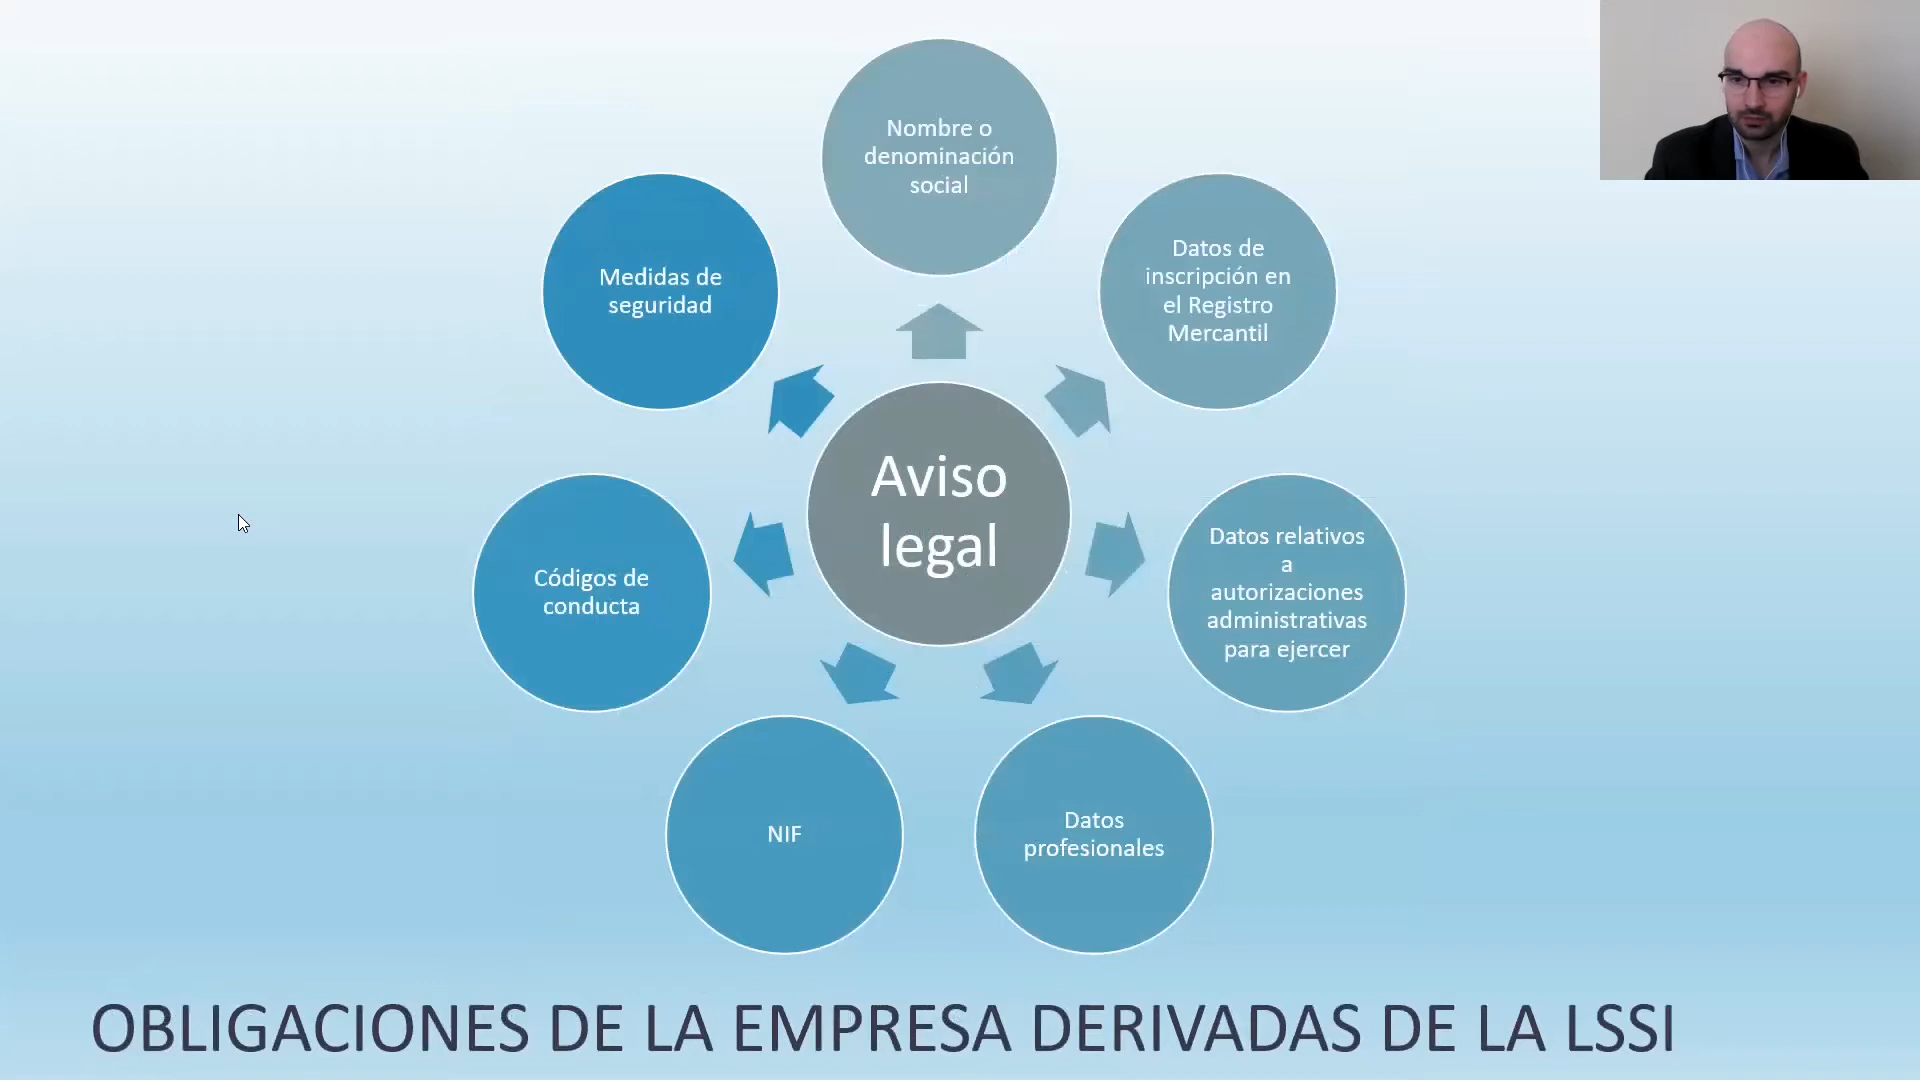 Nombre o
denominación
social
Datos de
inscripción en
el Registro
Mercantil
Datos relativos
a
autorizaciones
administrativas
para ejercer
Datos
profesionales
NIF
Códigos de
conducta
Medidas de
seguridad
Aviso
legal
OBLIGACIONES DE LA EMPRESA DERIVADAS DE LA LSSI